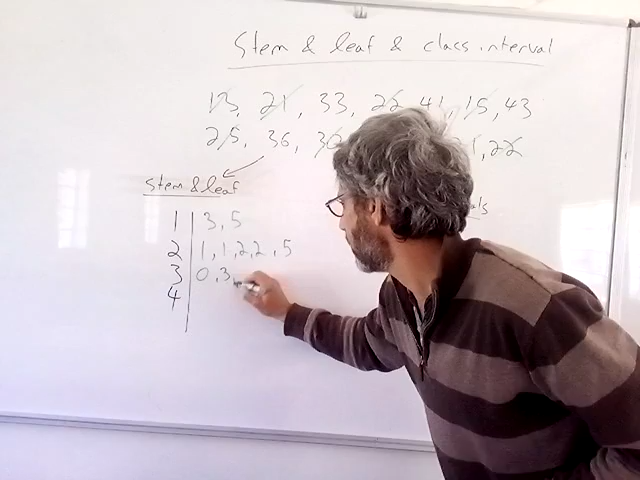 Stem & leaf & class interval
13, 21, 33, 22, 41, 15, 43
25, 36, 30 1, 22
Stem & leaf
1 3, 5
2 1, 1, 2, 2, 5
3 0, 3,
4